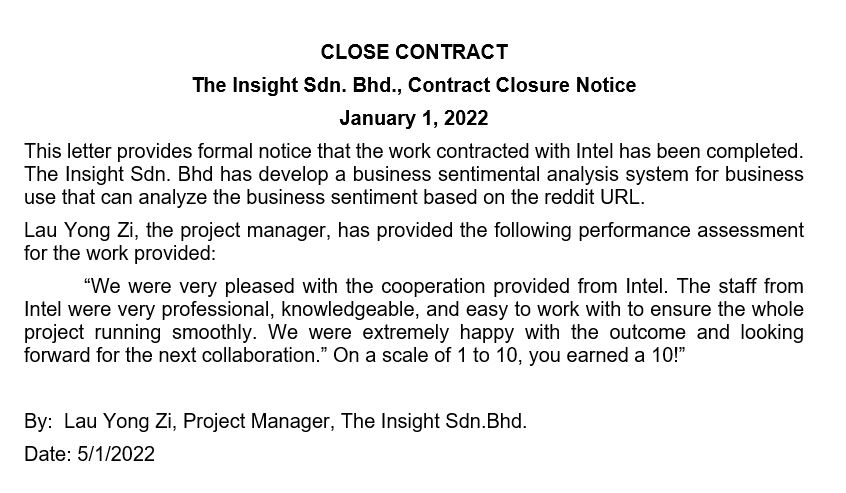 CLOSE CONTRACT
The Insight Sdn. Bhd., Contract Closure Notice
January 1, 2022
This letter provides formal notice that the work contracted with Intel has been completed.
The Insight Sdn. Bhd has develop a business sentimental analysis system for business
use that can analyze the business sentiment based on the reddit URL.
Lau Yong Zi, the project manager, has provided the following performance assessment
for the work provided:
“We were very pleased with the cooperation provided from Intel. The staff from
Intel were very professional, knowledgeable, and easy to work with to ensure the whole
project running smoothly. We were extremely happy with the outcome and looking
forward for the next collaboration.” On a scale of 1 to 10, you earned a 10!”
By:  Lau Yong Zi, Project Manager, The Insight Sdn.Bhd.
Date: 5/1/2022